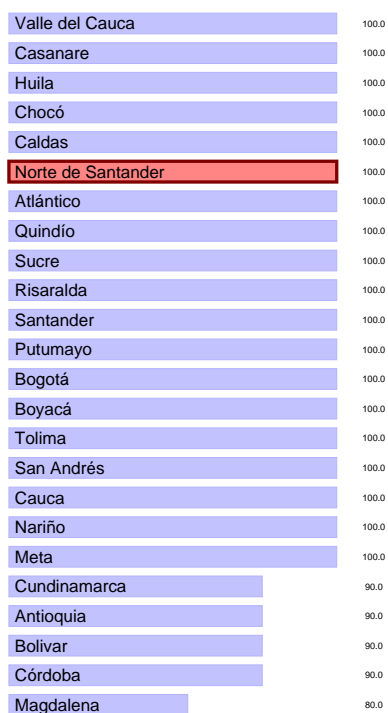 Valle del Cauca 100.0
Casanare 100.0
Huila 100.0
Chocó 100.0
Caldas 100.0
Norte de Santander 100.0
Atlántico 100.0
Quindío 100.0
Sucre 100.0
Risaralda 100.0
Santander 100.0
Putumayo 100.0
Bogotá 100.0
Boyacá 100.0
Tolima 100.0
San Andrés 100.0
Cauca 100.0
Nariño 100.0
Meta 100.0
Cundinamarca 90.0
Antioquia 90.0
Bolivar 90.0
Córdoba 90.0
Magdalena 80.0